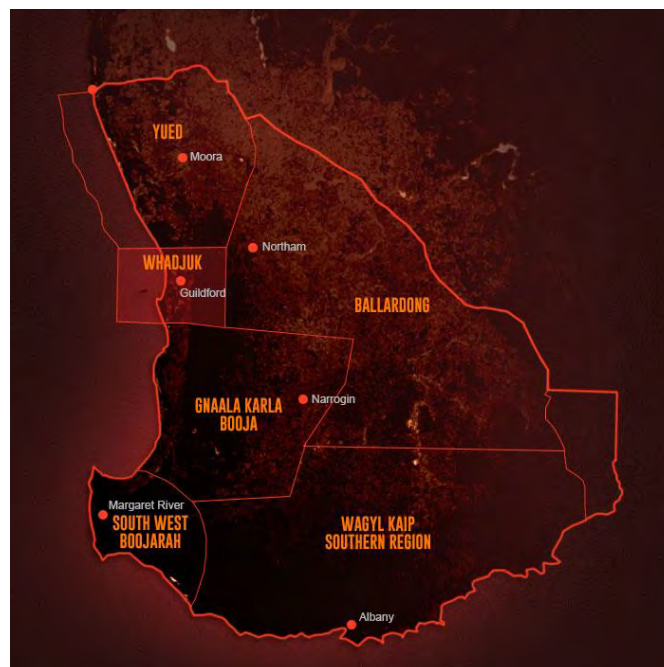 YUED
Moora
Northam
WHADJUK
Guildford
BALLARDONG
GNAALA KARLA
BOOJA
Narrogin
Margaret River
SOUTH WEST
BOOJARAH
WAGYL KAIP
SOUTHERN REGION
Albany